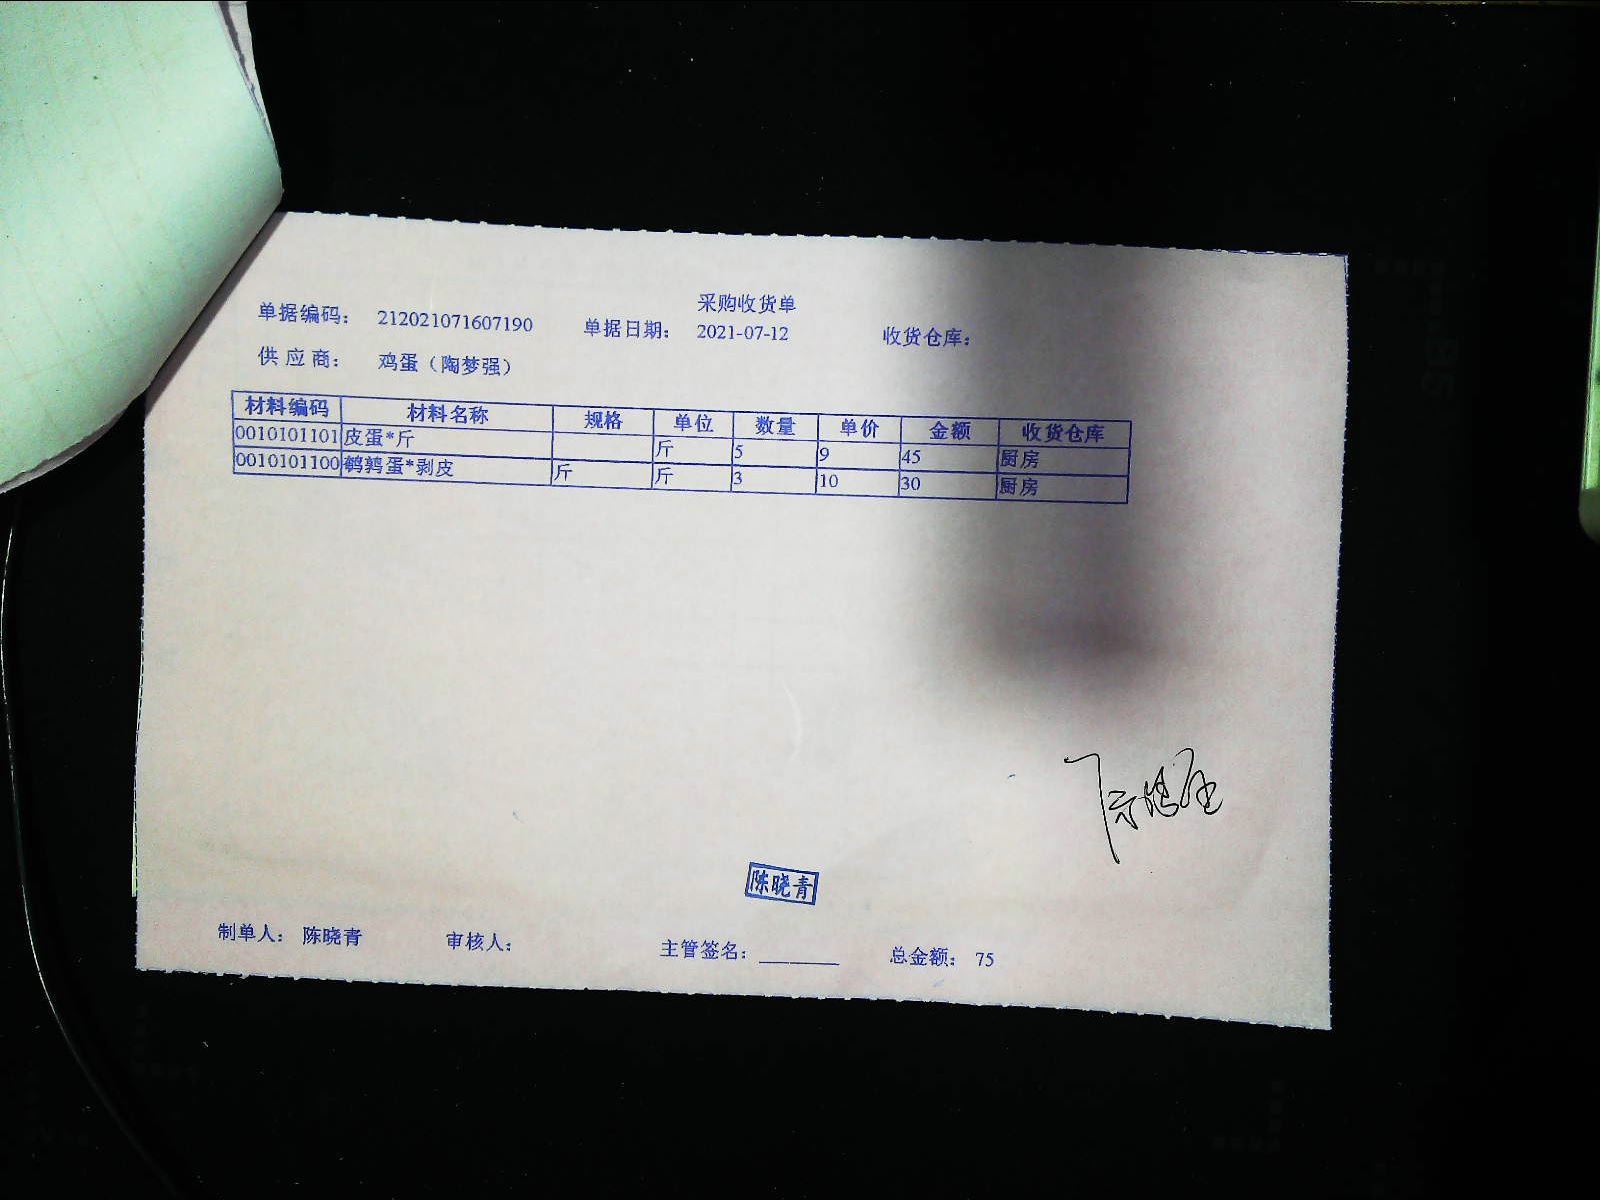 采购收货单
单据编码: 212021071607190 单据日期: 2021-07-12 收货仓库:
供应商: 鸡蛋（陶梦强）
材料编码 材料名称 规格 单位 数量 单价 金额 收货仓库
0010101101 皮蛋*斤 斤 5 9 45 厨房
0010101100 鹌鹑蛋*剥皮 斤 斤 3 10 30 厨房
陈晓青
制单人: 陈晓青 审核人: 主管签名: ________ 总金额: 75